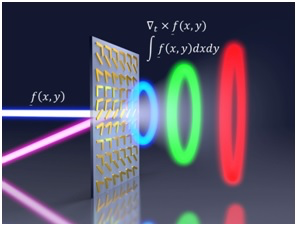 ∇ₜ × f̰(x, y)
∫ f̰(x, y)dxdy
f̰(x, y)